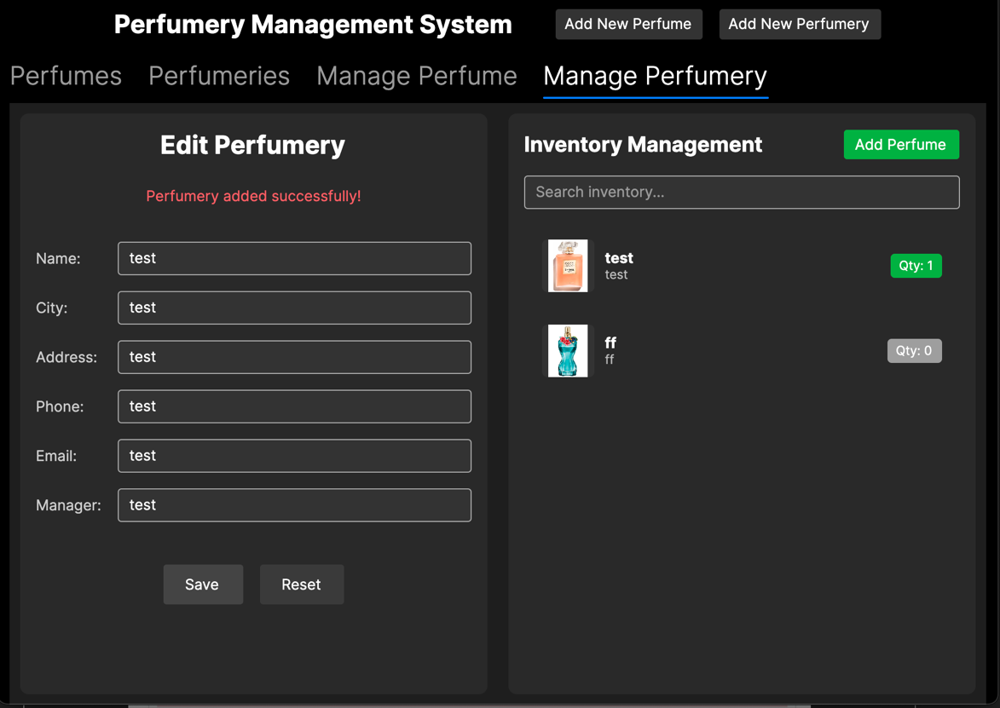 Perfumery Management System
Add New Perfume
Add New Perfumery
Perfumes
Perfumeries
Manage Perfume
Manage Perfumery
Edit Perfumery
Perfumery added successfully!
Name:
test
City:
test
Address:
test
Phone:
test
Email:
test
Manager:
test
Save
Reset
Inventory Management
Add Perfume
Search inventory...
test
test
Qty: 1
ff
ff
Qty: 0